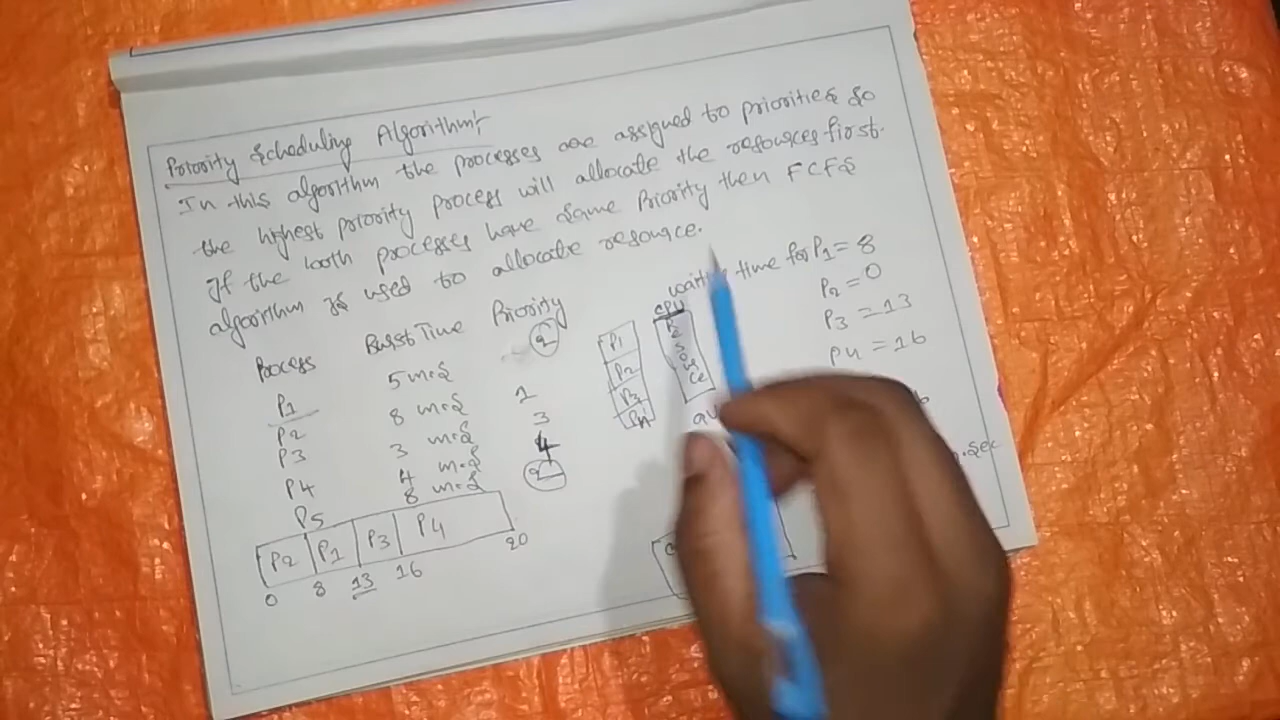 Priority Scheduling Algorithm:
In this algorithm the processes are assigned to priorities so
the highest priority process will allocate the resources first.
If the both processes have same Priority then FCFS
algorithm is used to allocate resource.
Process Burst Time Priority
P1 5 m.s 2
P2 8 m.s 1
P3 3 m.s 3
P4 4 m.s 4
P5 8 m.s 2
P2 P1 P3 P4
0 8 13 16 20
P1
P2
P3
P4
CPU
Resource
waiting time for P1 = 8
P2 = 0
P3 = 13
P4 = 16
.sec